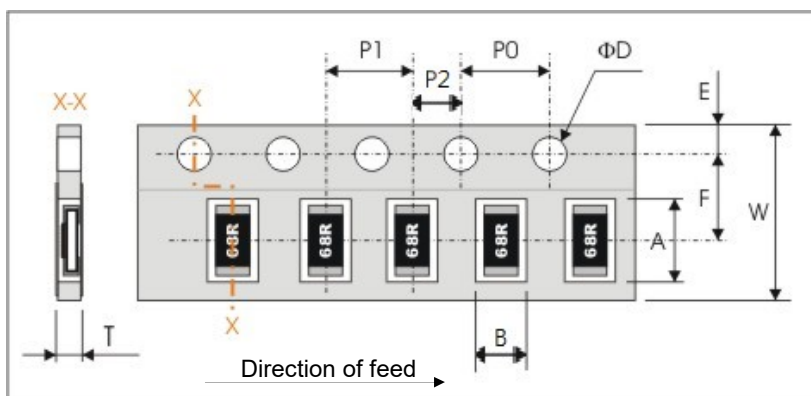 P1
P0
ΦD
P2
E
X-X
X
F
W
68R
68R
68R
68R
68R
A
X
T
B
Direction of feed